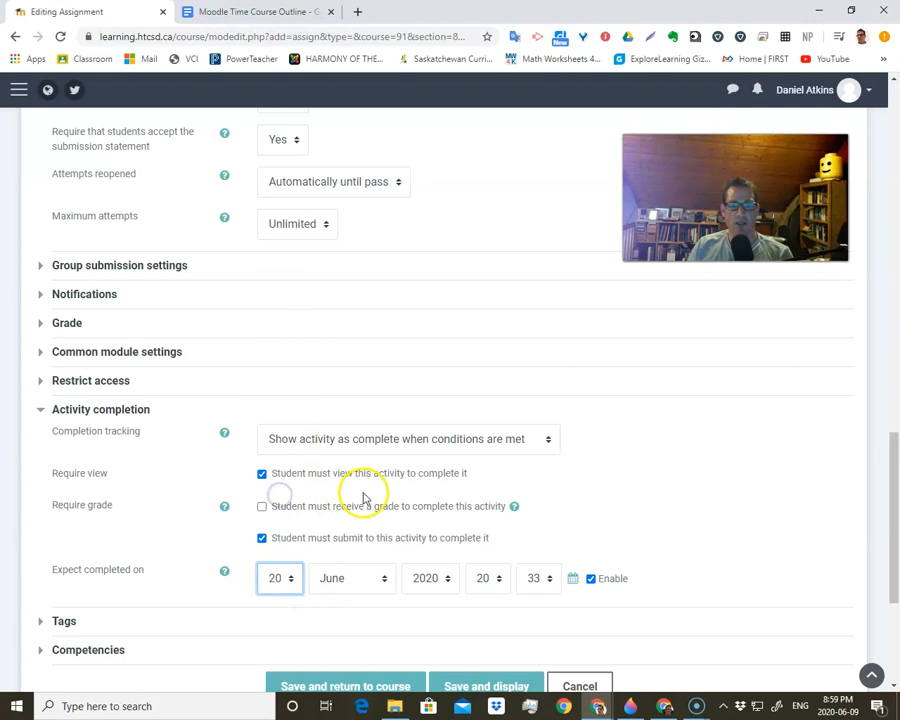 Editing Assignment
Moodle Time Course Outline - G
learning.htcsd.ca/course/modedit.php?add=assign&type=&course=91&section=8...
Apps Classroom Mail VCI PowerTeacher HARMONY OF THE... Saskatchewan Curri... Math Worksheets 4... ExploreLearning Giz... Home | FIRST YouTube »
New
NP
Daniel Atkins
Require that students accept the
submission statement
Yes
Attempts reopened
Automatically until pass
Maximum attempts
Unlimited
Group submission settings
Notifications
Grade
Common module settings
Restrict access
Activity completion
Completion tracking
Show activity as complete when conditions are met
Require view
Student must view this activity to complete it
Require grade
Student must receive a grade to complete this activity
Student must submit to this activity to complete it
Expect completed on
20 June 2020 20 33 Enable
Tags
Competencies
Save and return to course Save and display Cancel
Type here to search
ENG
8:59 PM
2020-06-09